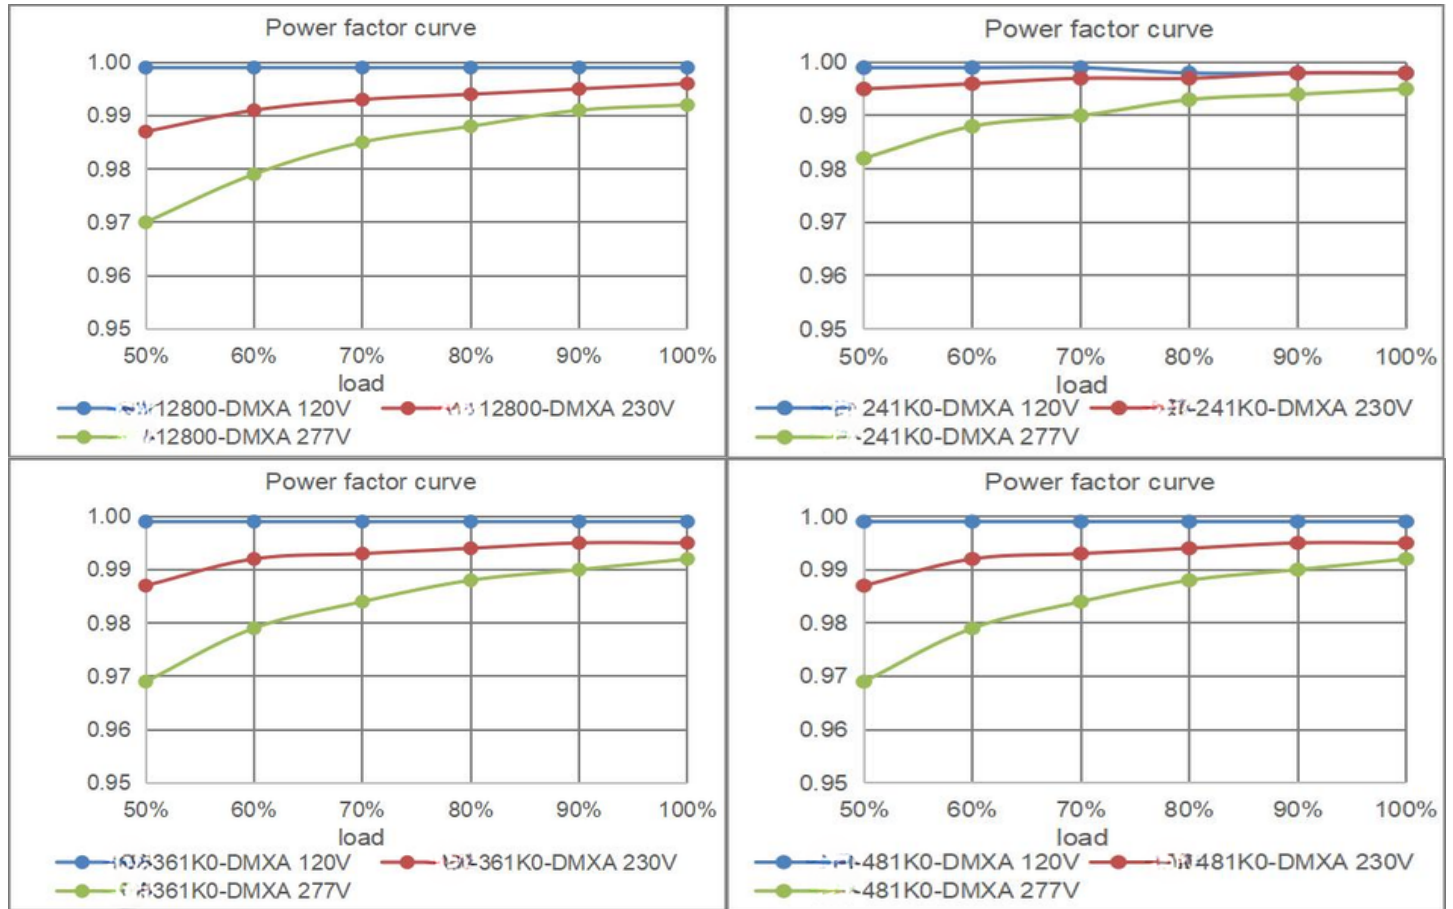 Power factor curve
1.00
0.99
0.98
0.97
0.96
0.95
50% 60% 70% 80% 90% 100%
load
12800-DMXA 120V 12800-DMXA 230V
12800-DMXA 277V
Power factor curve
1.00
0.99
0.98
0.97
0.96
0.95
50% 60% 70% 80% 90% 100%
load
241K0-DMXA 120V -241K0-DMXA 230V
-241K0-DMXA 277V
Power factor curve
1.00
0.99
0.98
0.97
0.96
0.95
50% 60% 70% 80% 90% 100%
load
361K0-DMXA 120V -361K0-DMXA 230V
361K0-DMXA 277V
Power factor curve
1.00
0.99
0.98
0.97
0.96
0.95
50% 60% 70% 80% 90% 100%
load
-481K0-DMXA 120V 481K0-DMXA 230V
-481K0-DMXA 277V